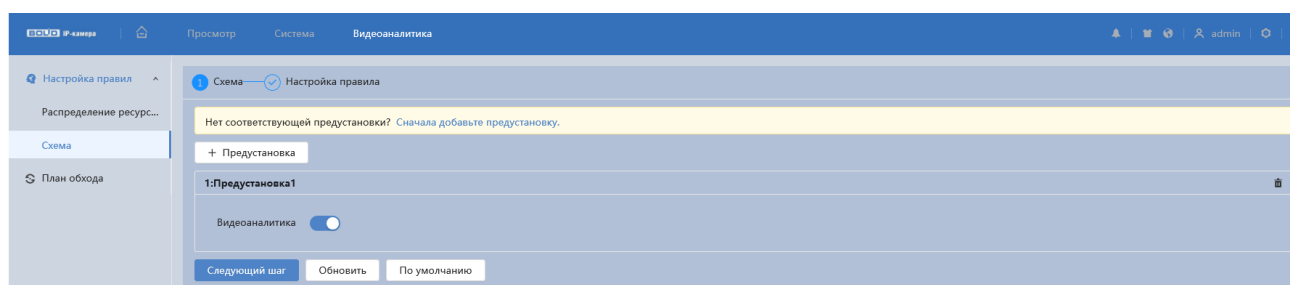 BOLID IP-камера Просмотр Система Видеоаналитика admin
Настройка правил
1 Схема Настройка правила
Распределение ресурс...
Нет соответствующей предустановки? Сначала добавьте предустановку.
Схема
+ Предустановка
План обхода
1:Предустановка1
Видеоаналитика
Следующий шаг Обновить По умолчанию